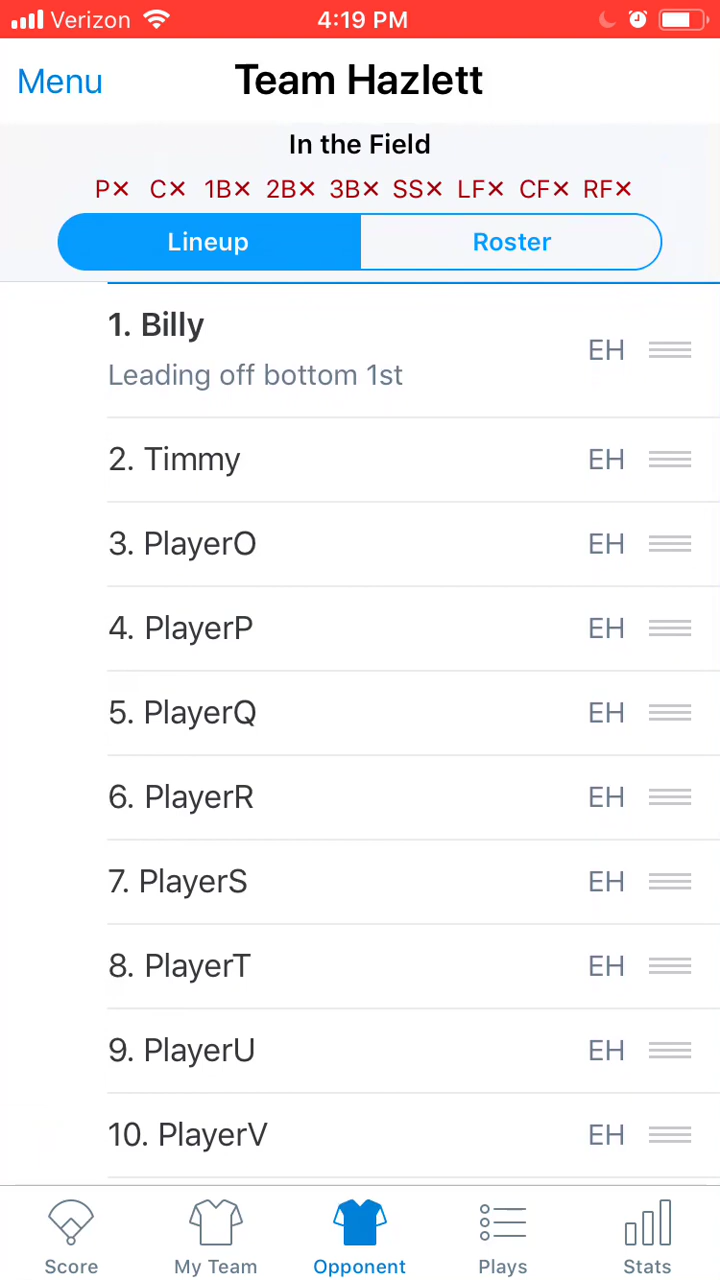 Verizon 4:19 PM
Menu Team Hazlett
In the Field
P✕ C✕ 1B✕ 2B✕ 3B✕ SS✕ LF✕ CF✕ RF✕
Lineup Roster
1. Billy
EH
Leading off bottom 1st
2. Timmy EH
3. PlayerO EH
4. PlayerP EH
5. PlayerQ EH
6. PlayerR EH
7. PlayerS EH
8. PlayerT EH
9. PlayerU EH
10. PlayerV EH
Score My Team Opponent Plays Stats